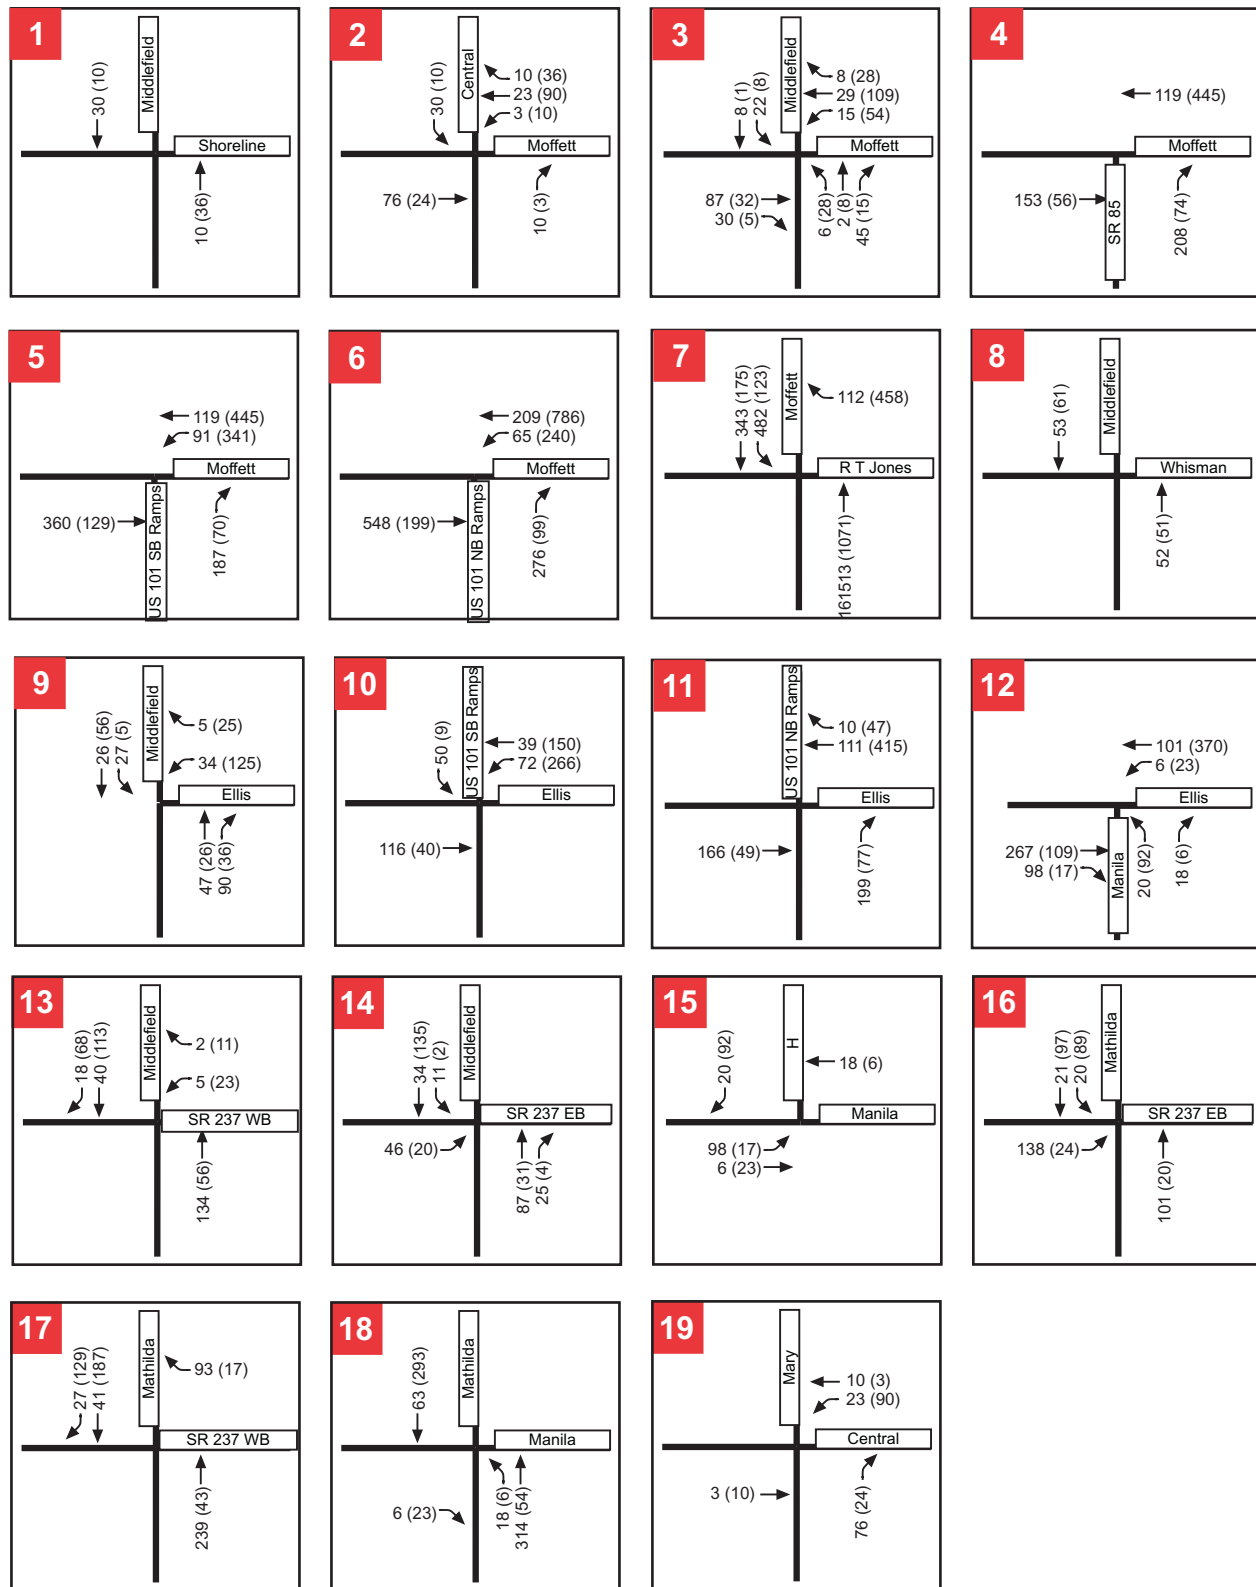 1
30 (10)
Middlefield
Shoreline
10 (36)
2
30 (10)
Central
10 (36)
23 (90)
3 (10)
Moffett
76 (24)
10 (3)
3
8 (1)
22 (8)
Middlefield
8 (28)
29 (109)
15 (54)
Moffett
87 (32)
30 (5)
6 (28)
2 (8)
45 (15)
4
119 (445)
Moffett
153 (56)
SR 85
208 (74)
5
119 (445)
91 (341)
Moffett
360 (129)
US 101 SB Ramps
187 (70)
6
209 (786)
65 (240)
Moffett
548 (199)
US 101 NB Ramps
276 (99)
7
343 (175)
482 (123)
Moffett
112 (458)
R T Jones
161513 (1071)
8
53 (61)
Middlefield
Whisman
52 (51)
9
26 (56)
27 (5)
Middlefield
5 (25)
34 (125)
Ellis
47 (26)
90 (36)
10
50 (9)
US 101 SB Ramps
39 (150)
72 (266)
Ellis
116 (40)
11
US 101 NB Ramps
10 (47)
111 (415)
Ellis
166 (49)
199 (77)
12
101 (370)
6 (23)
Ellis
267 (109)
98 (17)
Manila
20 (92)
18 (6)
13
18 (68)
40 (113)
Middlefield
2 (11)
5 (23)
SR 237 WB
134 (56)
14
34 (135)
11 (2)
Middlefield
SR 237 EB
46 (20)
87 (31)
25 (4)
15
20 (92)
H
18 (6)
Manila
98 (17)
6 (23)
16
21 (97)
20 (89)
Mathilda
SR 237 EB
138 (24)
101 (20)
17
27 (129)
41 (187)
Mathilda
93 (17)
SR 237 WB
239 (43)
18
63 (293)
Mathilda
Manila
6 (23)
18 (6)
314 (54)
19
Mary
10 (3)
23 (90)
Central
3 (10)
76 (24)